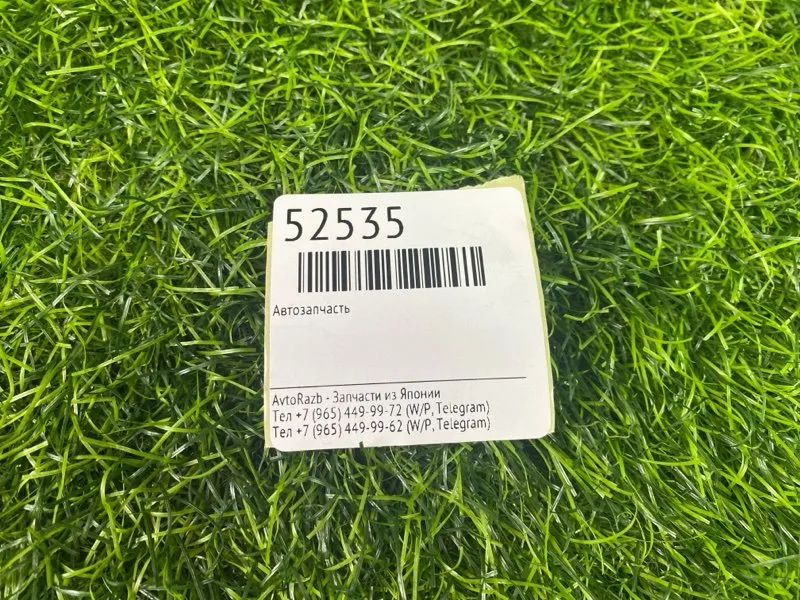 52535
Автозапчасть
AvtoRazb - Запчасти из Японии
Тел +7 (965) 449-99-72 (W/P, Telegram)
Тел +7 (965) 449-99-62 (W/P, Telegram)